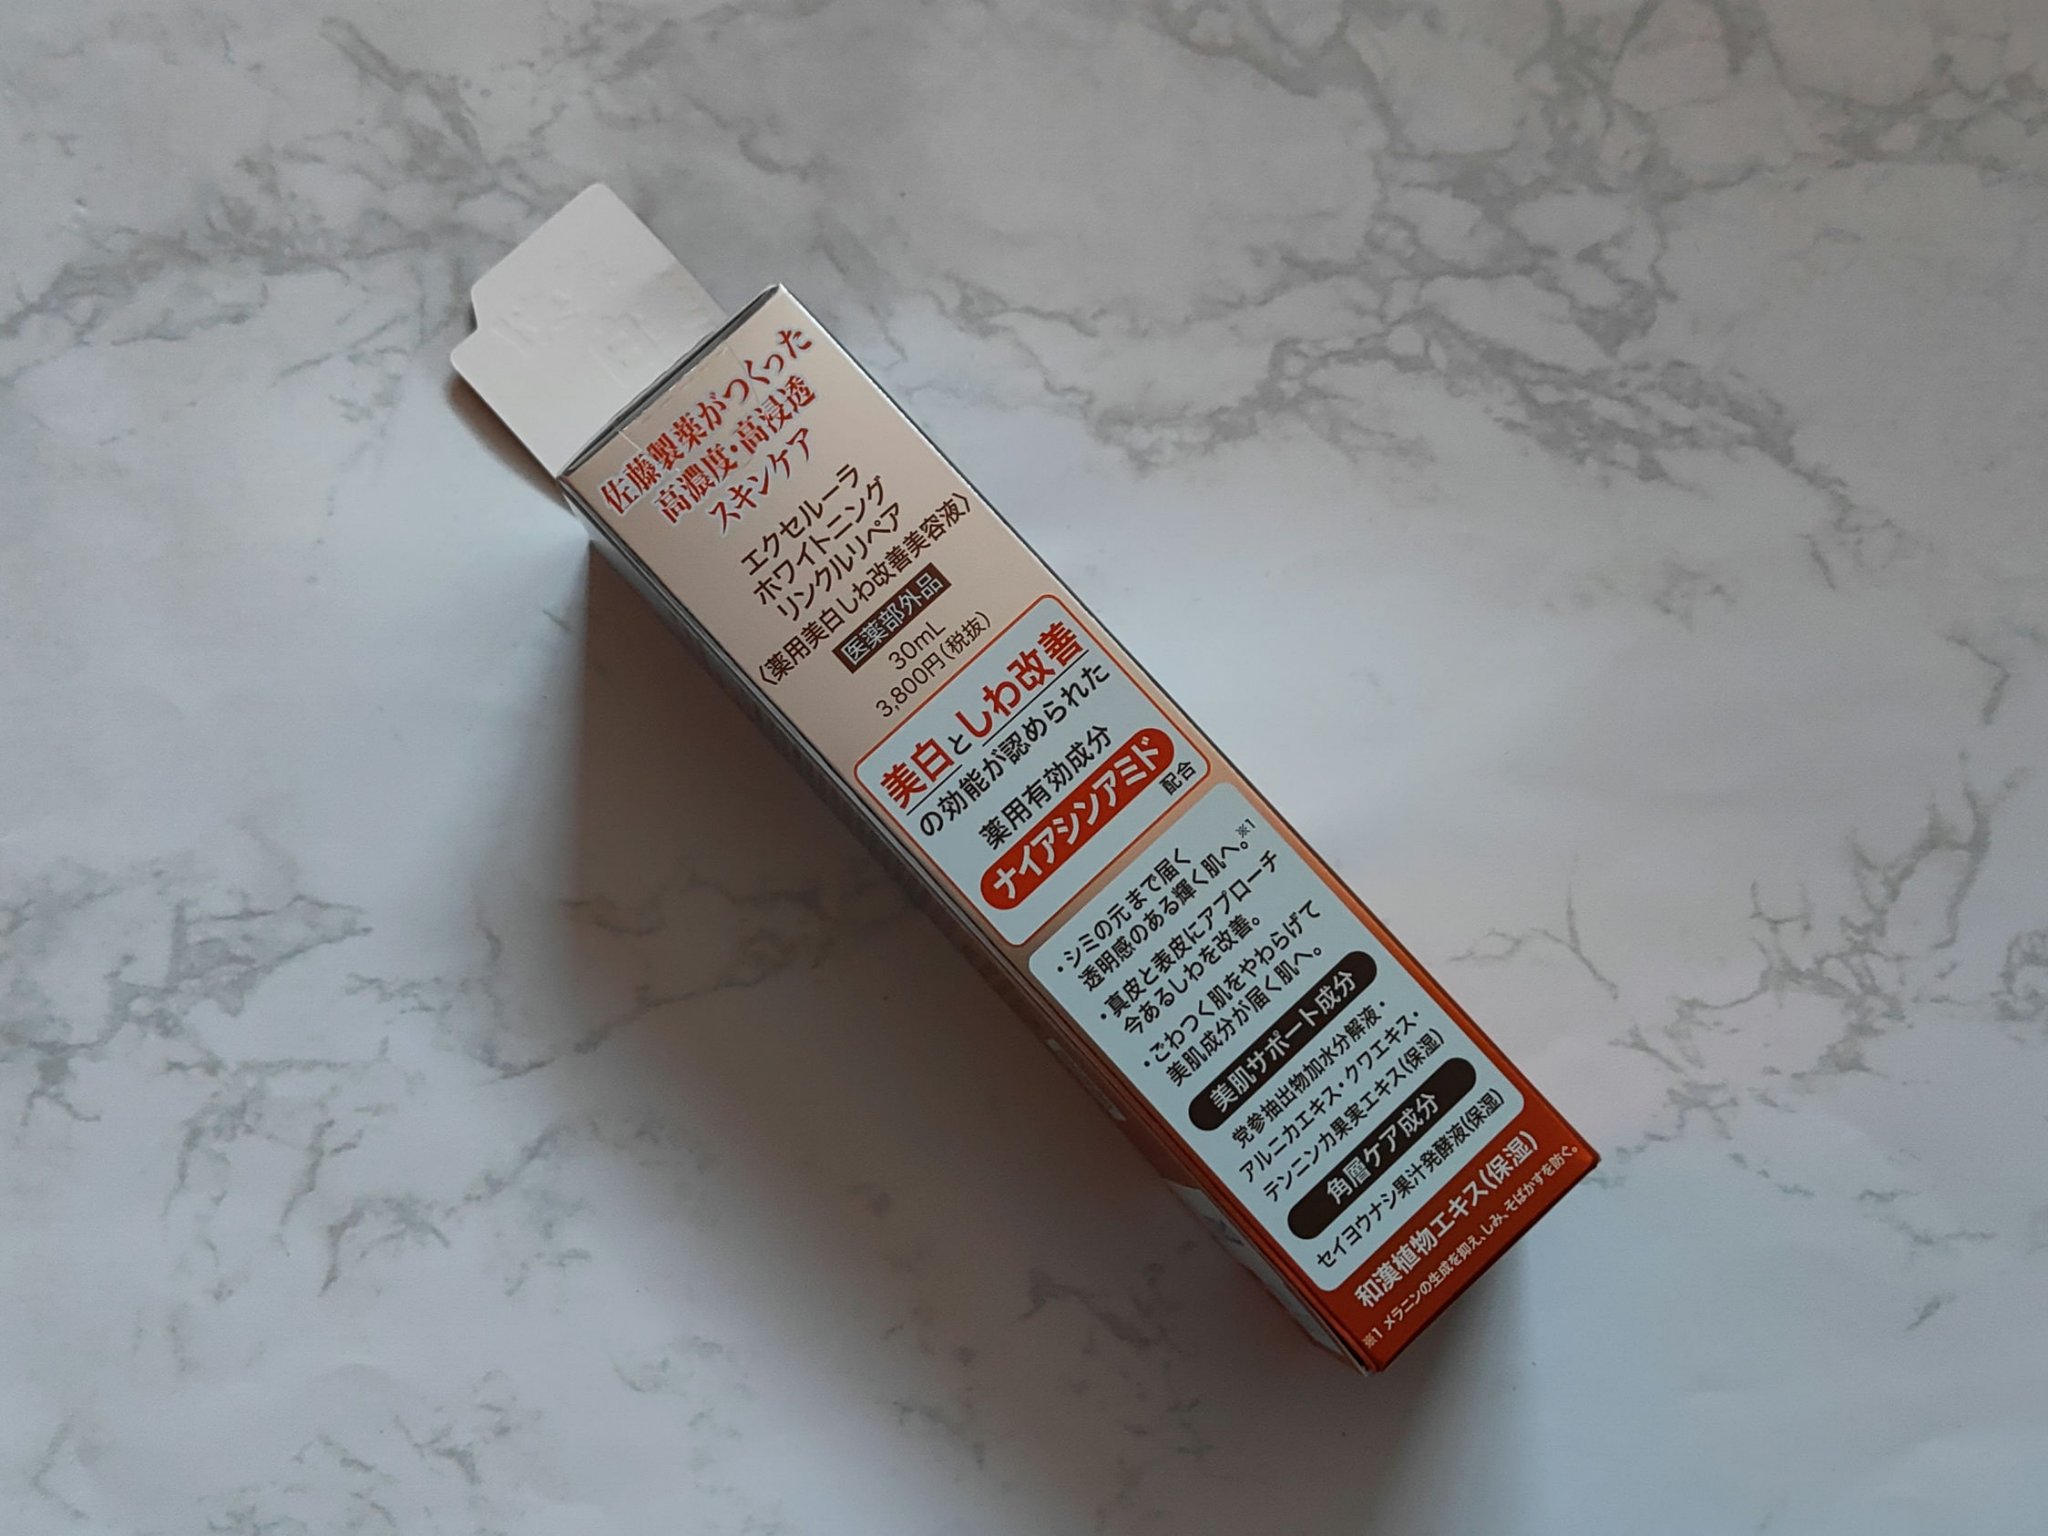 佐藤製薬がつくった
高濃度・高浸透
スキンケア
エクセルーラ
ホワイトニング
リンクルリペア
〈薬用美白しわ改善美容液〉
医薬部外品
30mL
3,800円(税抜)
美白としわ改善
の効能が認められた
薬用有効成分
ナイアシンアミド 配合
・シミの元まで届く
透明感のある輝く肌へ。※1
・真皮と表皮にアプローチ
今あるしわを改善。
・ごわつく肌をやわらげて
美肌成分が届く肌へ。
美肌サポート成分
党参抽出物加水分解液・
アルニカエキス・クワエキス・
テンニンカ果実エキス(保湿)
角層ケア成分
セイヨウナシ果汁発酵液(保湿)
和漢植物エキス(保湿)
※1 メラニンの生成を抑え、しみ、そばかすを防ぐ。